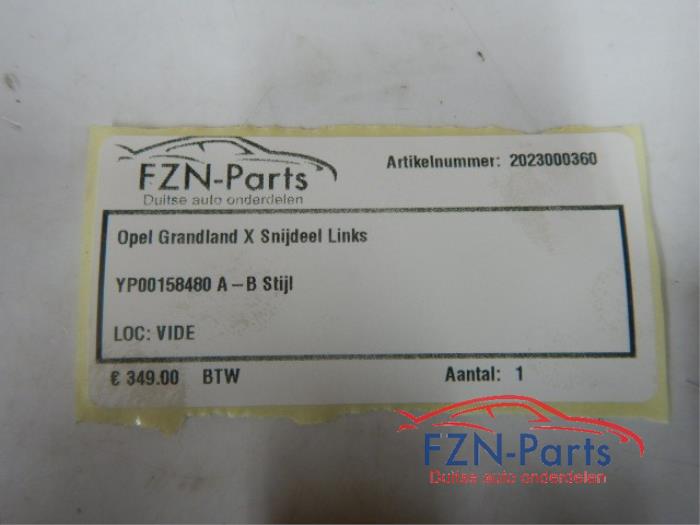 FZN-Parts
Duitse auto onderdelen
Artikelnummer: 2023000360
Opel Grandland X Snijdeel Links
YP00158480 A – B Stijl
LOC: VIDE
€ 349.00 BTW
Aantal: 1
FZN-Parts
Duitse auto onderdelen